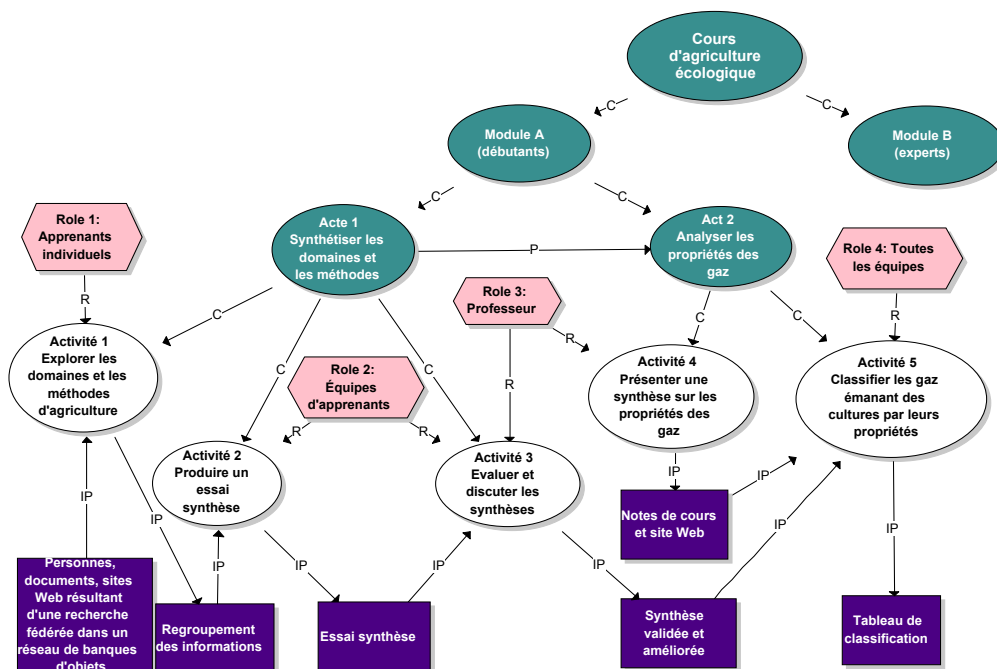 Cours
d'agriculture
écologique
C
C
Module A
(débutants)
Module B
(experts)
C
C
Role 1:
Apprenants
individuels
Acte 1
Synthétiser les
domaines et
les méthodes
P
Act 2
Analyser les
propriétés des
gaz
Role 4: Toutes
les équipes
R
C
Role 3:
Professeur
C
C
R
R
Activité 1
Explorer les
domaines et les
méthodes
d'agriculture
C
C
Role 2:
Équipes
d'apprenants
R
R
R
Activité 4
Présenter une
synthèse sur les
propriétés des
gaz
Activité 5
Classifier les gaz
émanant des
cultures par leurs
propriétés
Activité 2
Produire un
essai
synthèse
Activité 3
Evaluer et
discuter les
synthèses
IP
IP
IP
IP
IP
Notes de cours
et site Web
IP
IP
IP
IP
IP
IP
Personnes,
documents, sites
Web résultant
d'une recherche
fédérée dans un
réseau de banques
d'objets
Regroupement
des informations
Essai synthèse
Synthèse
validée et
améliorée
Tableau de
classification